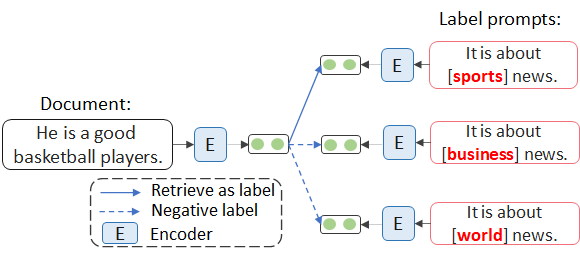 Label prompts:
It is about
[sports] news.
E
Document:
He is a good
basketball players.
E
It is about
[business] news.
E
Retrieve as label
Negative label
E
Encoder
It is about
[world] news.
E